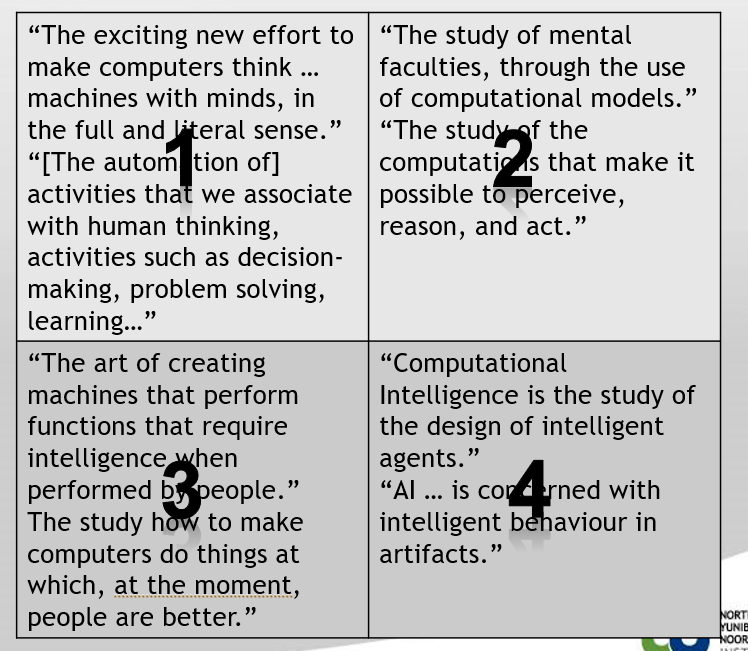 “The exciting new effort to
make computers think …
machines with minds, in
the full and literal sense.”
“[The automation of]
activities that we associate
with human thinking,
activities such as decision-
making, problem solving,
learning…”
1
“The study of mental
faculties, through the use
of computational models.”
“The study of the
computations that make it
possible to perceive,
reason, and act.”
2
“The art of creating
machines that perform
functions that require
intelligence when
performed by people.”
The study how to make
computers do things at
which, at the moment,
people are better.”
3
“Computational
Intelligence is the study of
the design of intelligent
agents.”
“AI … is concerned with
intelligent behaviour in
artifacts.”
4